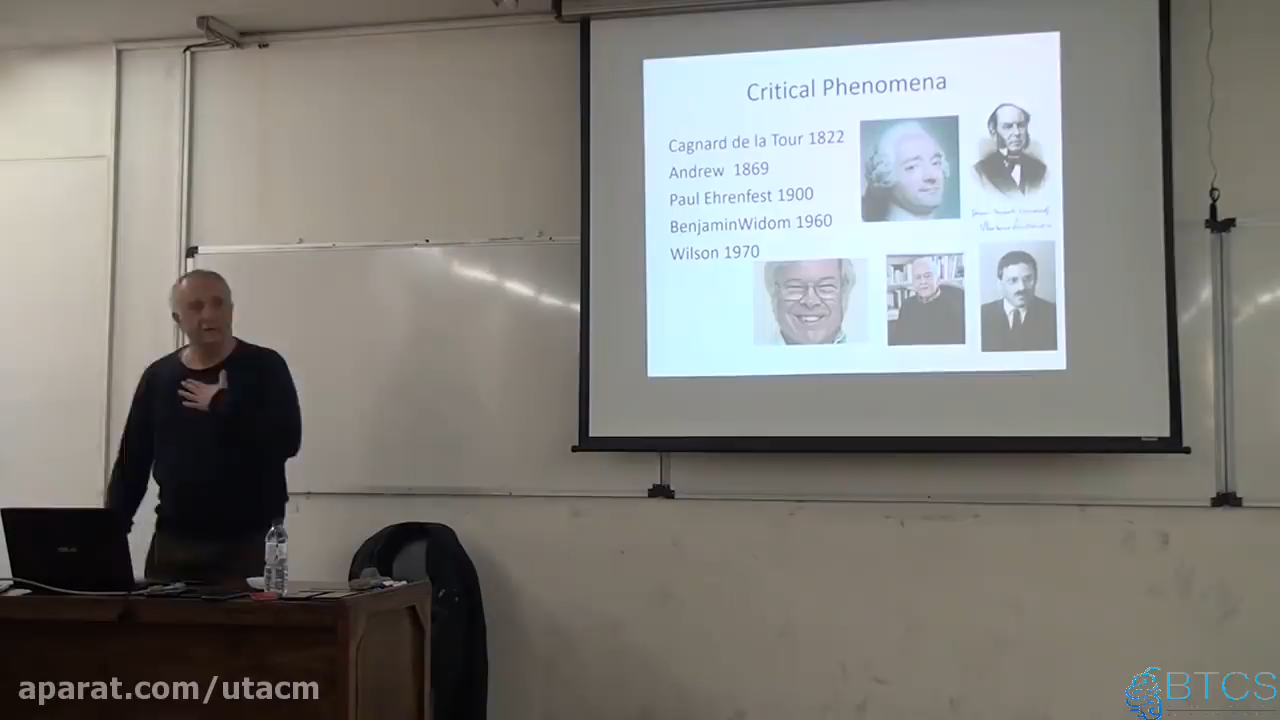 Critical Phenomena
Cagnard de la Tour 1822
Andrew 1869
Paul Ehrenfest 1900
BenjaminWidom 1960
Wilson 1970
ASUS
aparat.com/utacm
BTCS